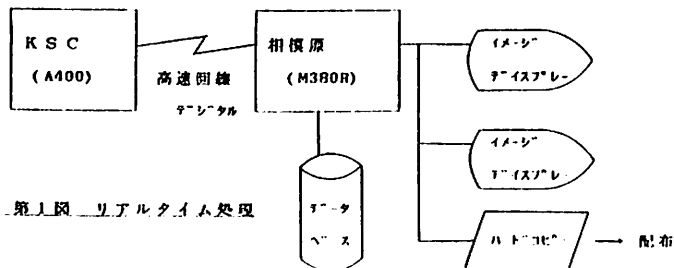 KSC
(A400)
高速回線
デジタル
相模原
(M380R)
イメージ
ディスプレー
イメージ
ディスプレー
データ
ベース
ハードコピー
配布
第1図 リアルタイム処理